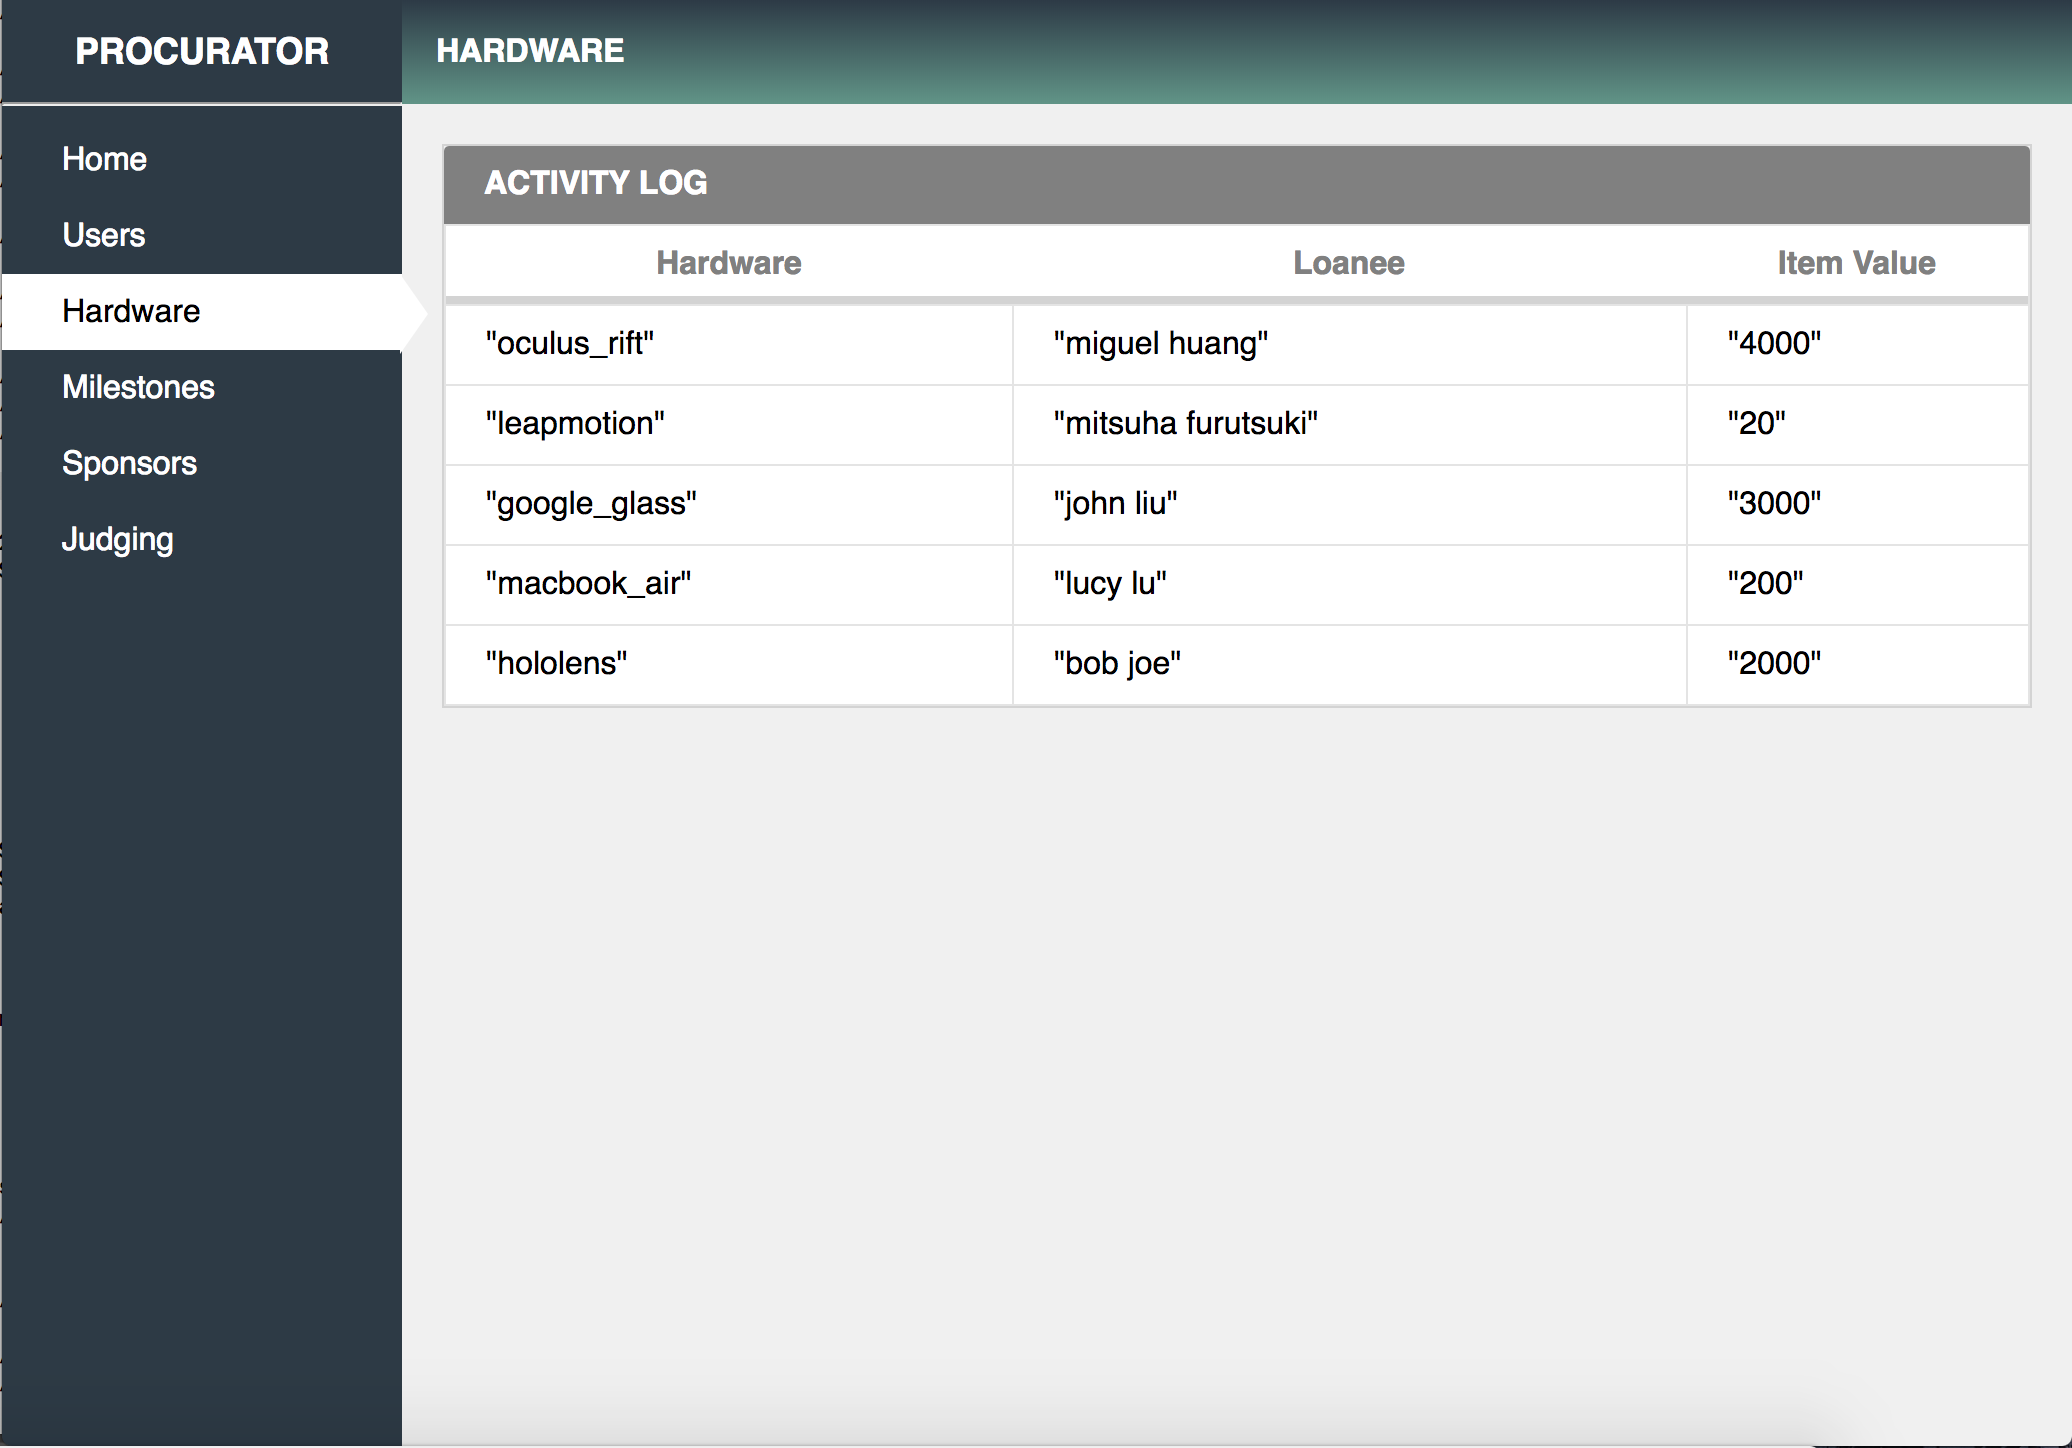 PROCURATOR
HARDWARE
Home
Users
Hardware
Milestones
Sponsors
Judging
ACTIVITY LOG
Hardware Loanee Item Value
"oculus_rift" "miguel huang" "4000"
"leapmotion" "mitsuha furutsuki" "20"
"google_glass" "john liu" "3000"
"macbook_air" "lucy lu" "200"
"hololens" "bob joe" "2000"